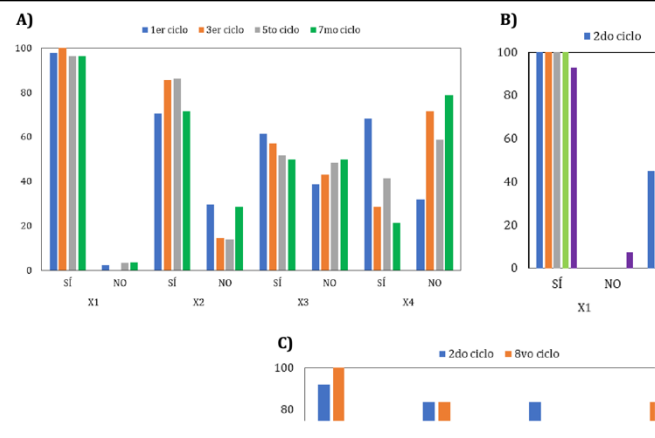 A)
1er ciclo 3er ciclo 5to ciclo 7mo ciclo
100
80
60
40
20
0
SÍ NO SÍ NO SÍ NO SÍ NO
X1 X2 X3 X4
B)
2do ciclo
100
80
60
40
20
0
SÍ NO
X1
C)
2do ciclo 8vo ciclo
100
80